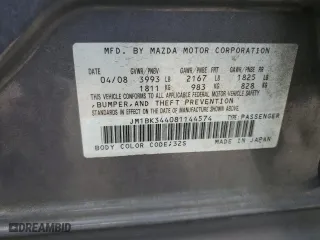 MFD. BY MAZDA MOTOR CORPORATION
GVWR/PNBV GAWR/PNBE FRT GAWR/PNBE RR
04/08 3993 LB 2167 LB 1825 LB
1811 KG 983 KG 828 KG
THIS VEHICLE CONFORMS TO ALL APPLICABLE FEDERAL MOTOR VEHICLE SAFETY
,BUMPER,AND THEFT PREVENTION
STANDARDS IN EFFECT ON THE DATE OF MANUFACTURE SHOWN ABOVE.
JM1BK344081144574 TYPE:PASSENGER
BODY COLOR CODE:32S MADE IN JAPAN